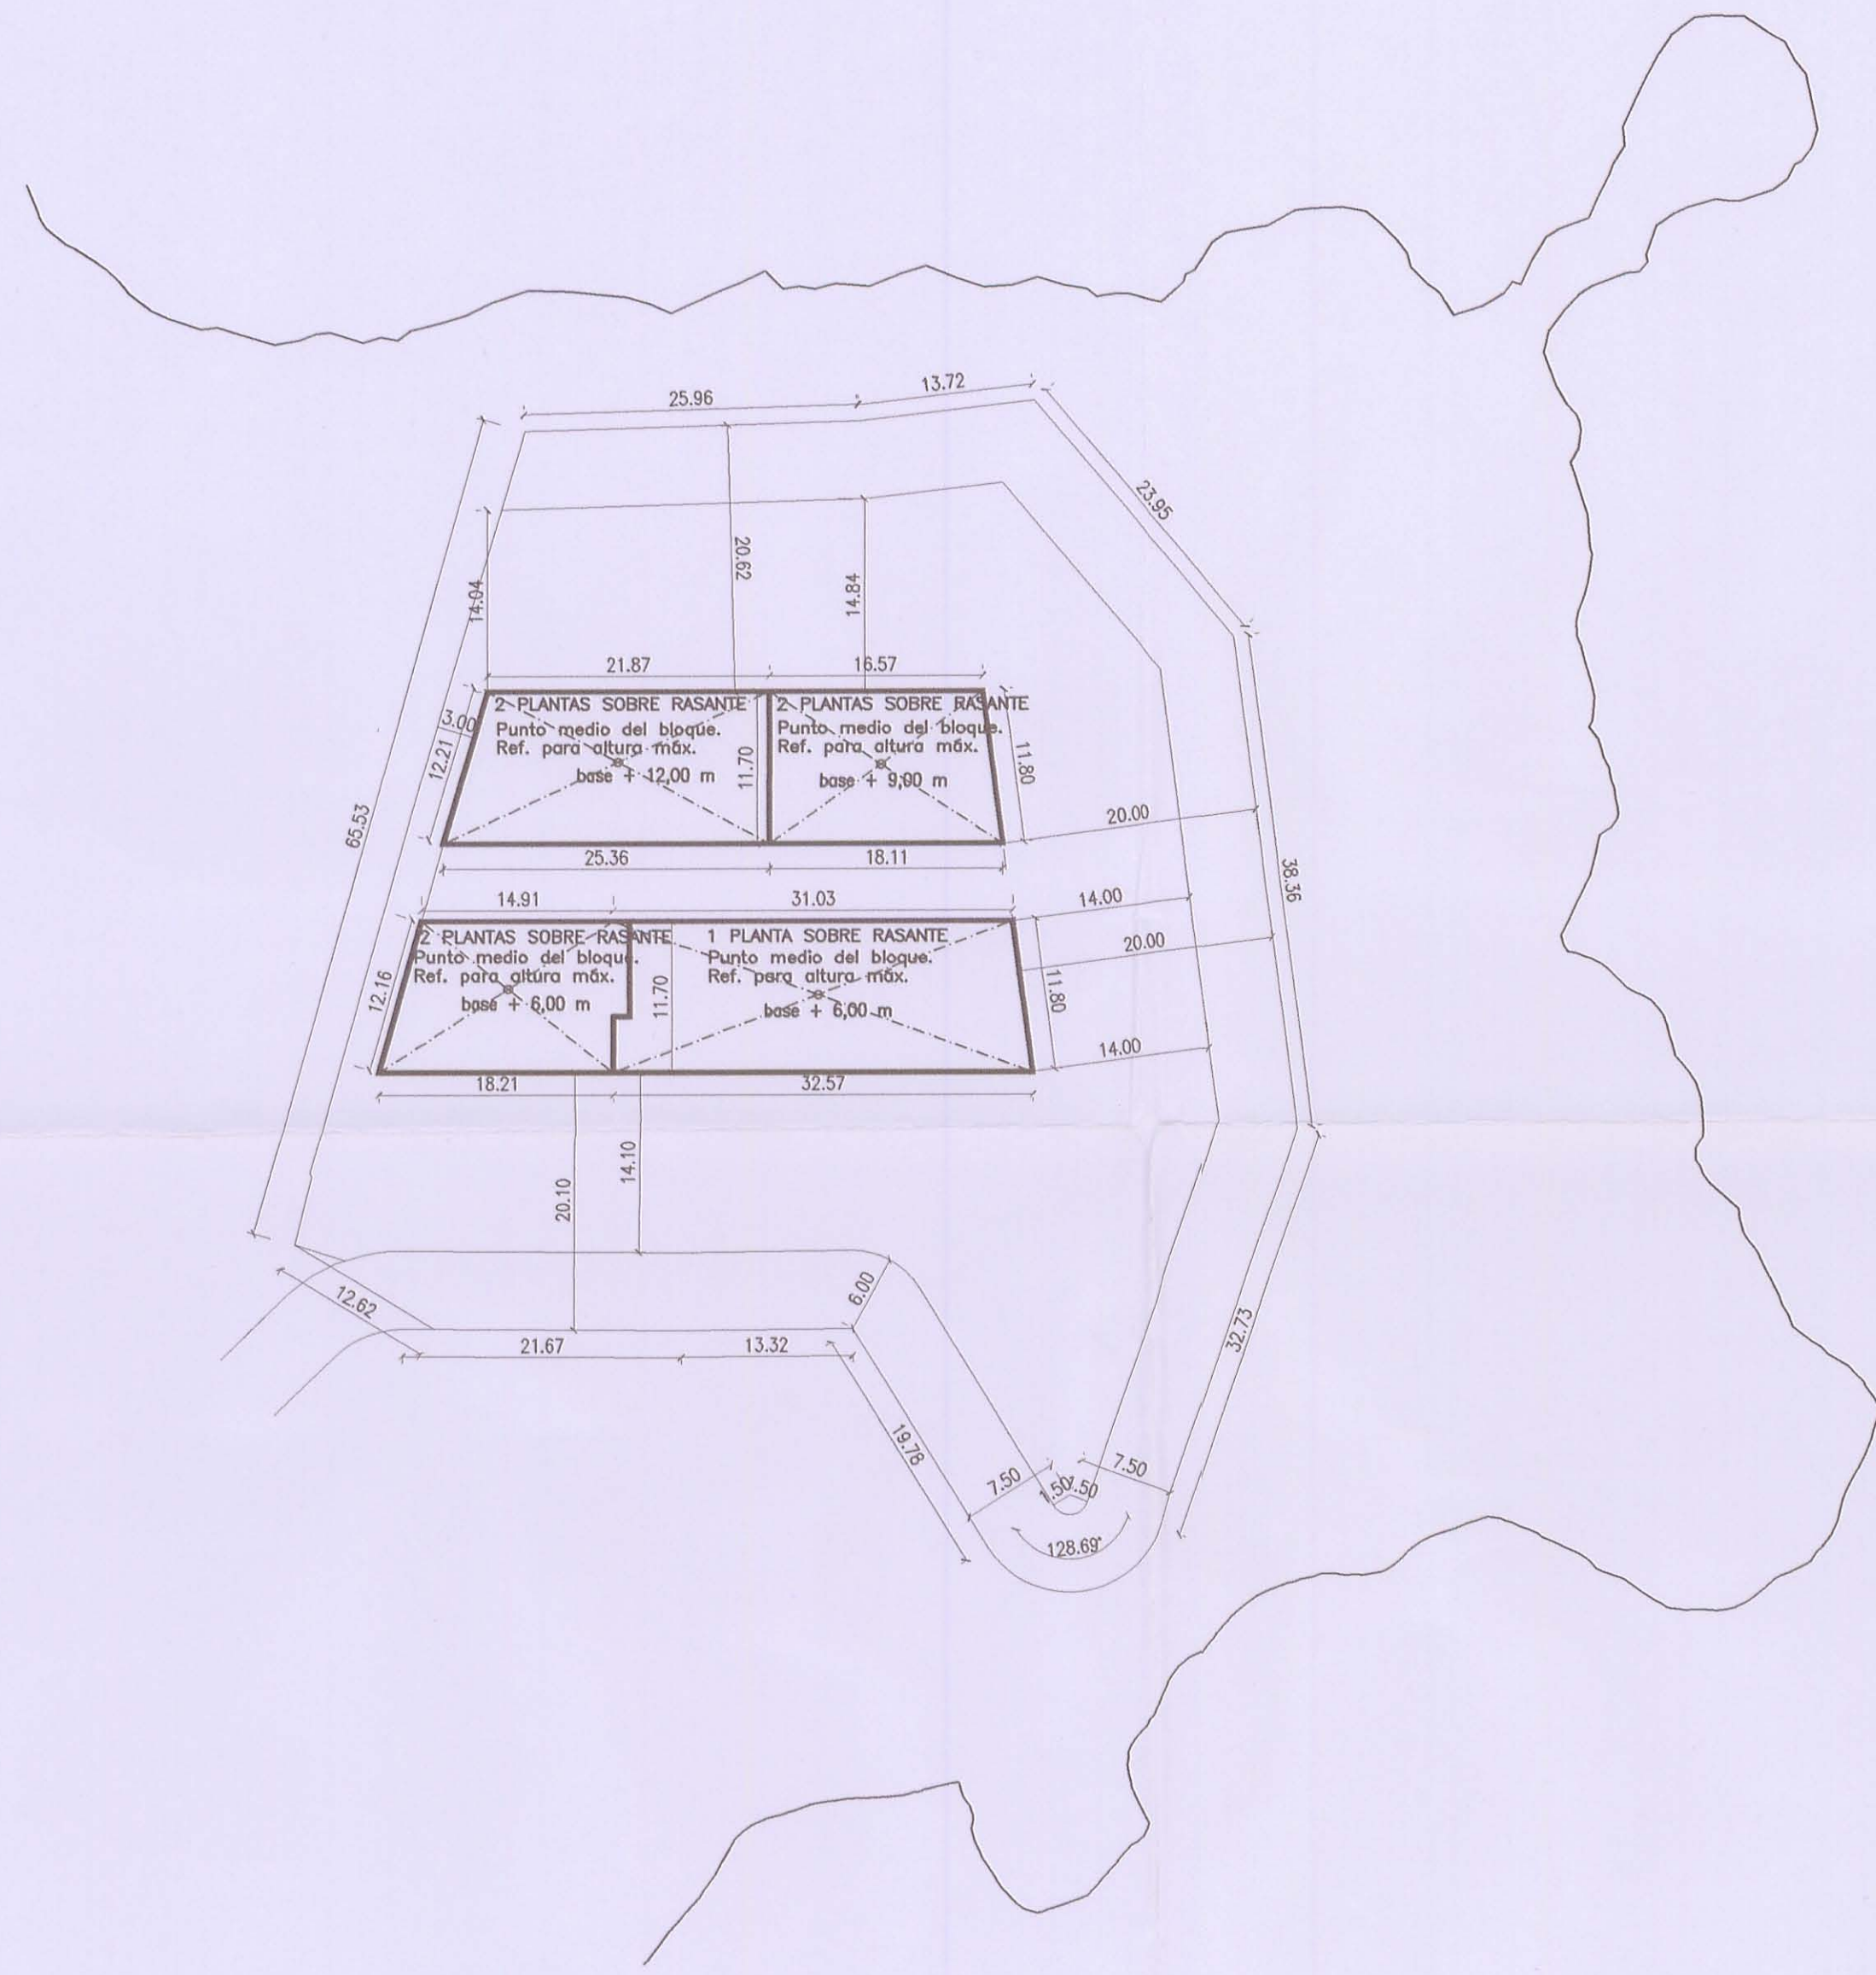 25.96
13.72
23.95
20.62
14.04
14.84
21.87
16.57
2 PLANTAS SOBRE RASANTE
Punto medio del bloque.
Ref. para altura máx.
base + 12,00 m
2 PLANTAS SOBRE RASANTE
Punto medio del bloque.
Ref. para altura máx.
base + 9,00 m
3.00
12.21
11.70
11.80
65.53
20.00
38.36
25.36
18.11
14.91
31.03
14.00
2 PLANTAS SOBRE RASANTE
Punto medio del bloque.
Ref. para altura máx.
base + 6,00 m
1 PLANTA SOBRE RASANTE
Punto medio del bloque.
Ref. para altura máx.
base + 6,00 m
20.00
12.16
11.70
11.80
14.00
18.21
32.57
14.10
20.10
6.00
12.62
21.67
13.32
32.73
19.78
7.50
1.50
1.50
7.50
128.69°